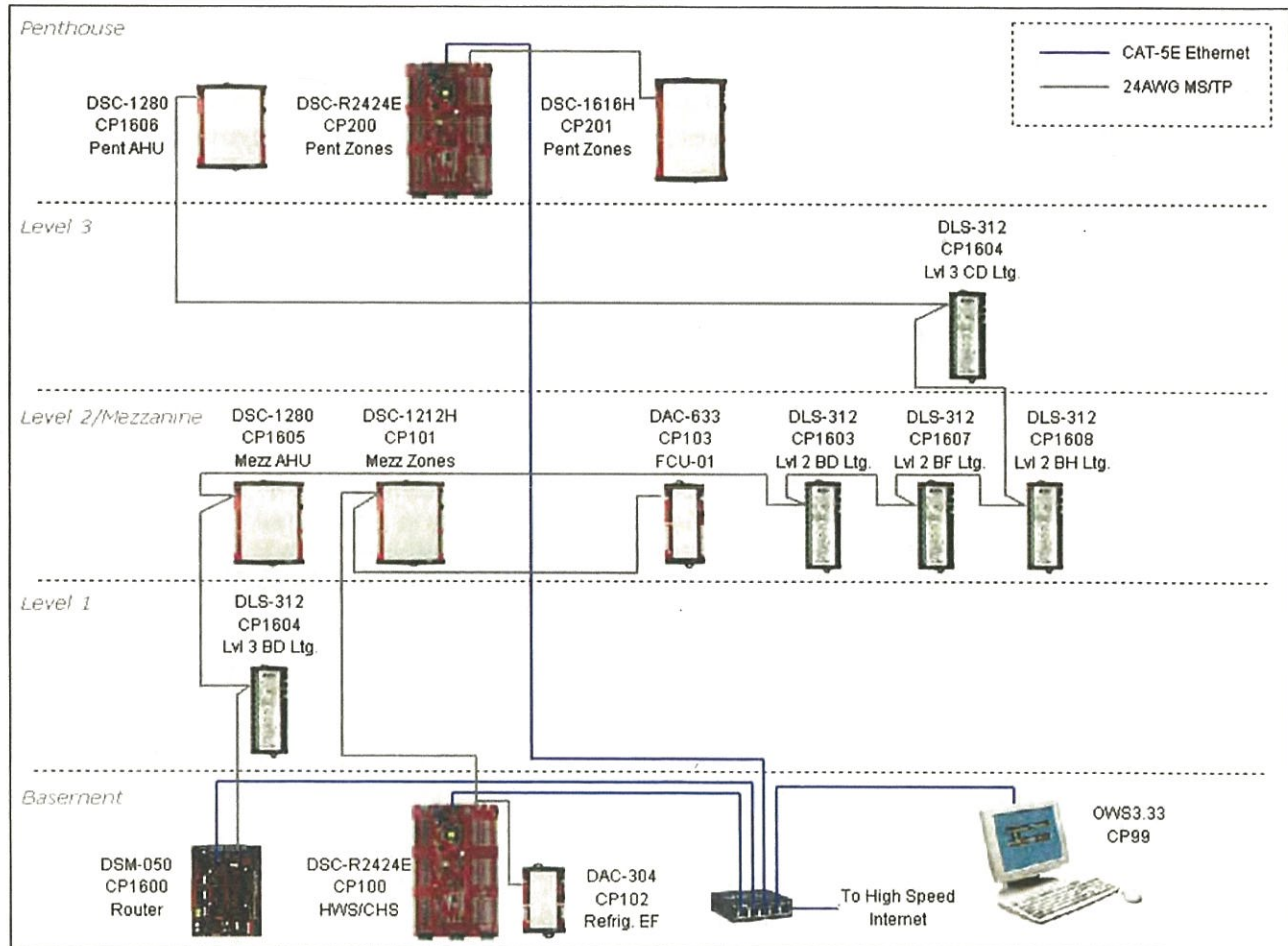 Penthouse
CAT-5E Ethernet
24AWG MS/TP
DSC-1280
CP1606
Pent AHU
DSC-R2424E
CP200
Pent Zones
DSC-1616H
CP201
Pent Zones
Level 3
DLS-312
CP1604
Lvl 3 CD Ltg.
Level 2/Mezzanine
DSC-1280
CP1605
Mezz AHU
DSC-1212H
CP101
Mezz Zones
DAC-633
CP103
FCU-01
DLS-312
CP1603
Lvl 2 BD Ltg.
DLS-312
CP1607
Lvl 2 BF Ltg.
DLS-312
CP1608
Lvl 2 BH Ltg.
Level 1
DLS-312
CP1604
Lvl 3 BD Ltg.
Basement
DSM-050
CP1600
Router
DSC-R2424E
CP100
HWS/CHS
DAC-304
CP102
Refrig. EF
To High Speed
Internet
OWS3.33
CP99